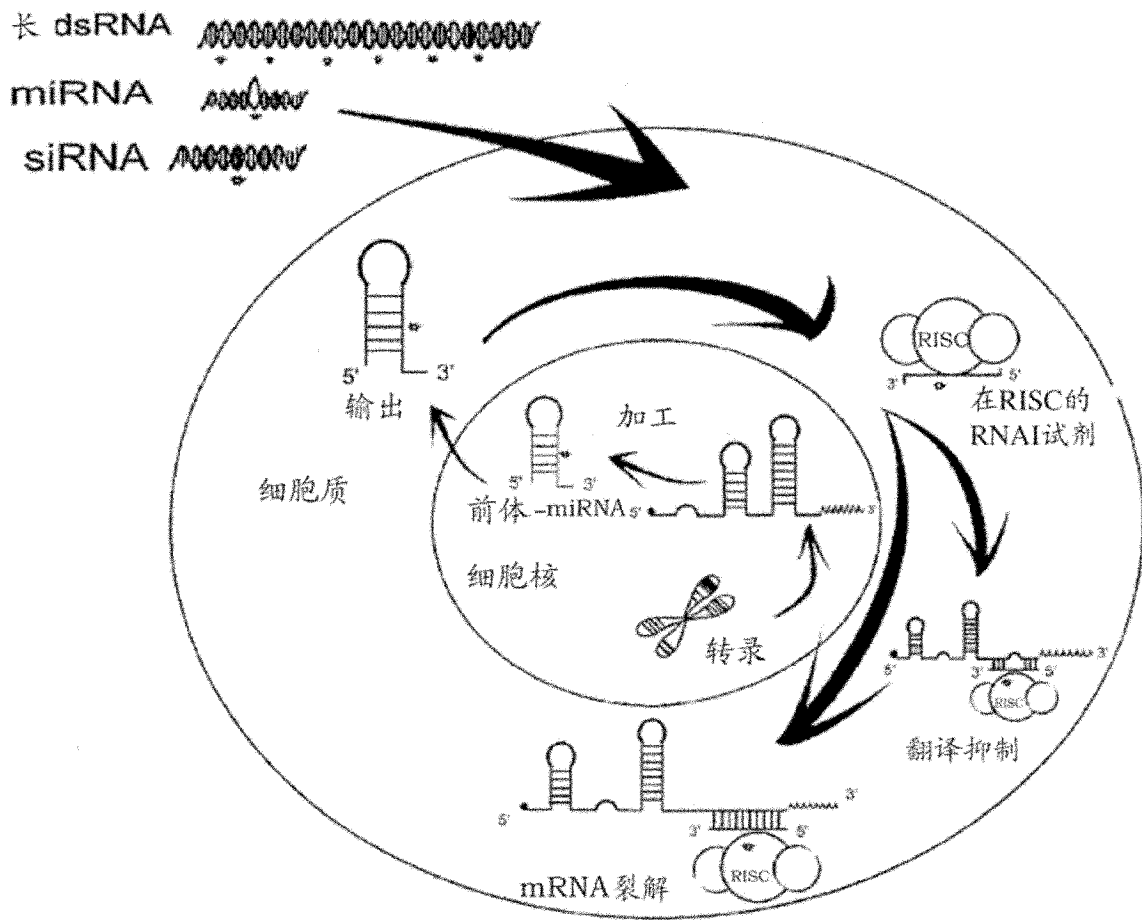 长 dsRNA
miRNA
siRNA
5' 3'
输出
RISC
3' 5'
在RISC的
RNAI试剂
加工
5' 3'
前体-miRNA
5' 3'
细胞质
细胞核
转录
3'
5' 3' 5'
RISC
翻译抑制
3'
5' 3' 5'
RISC
mRNA裂解